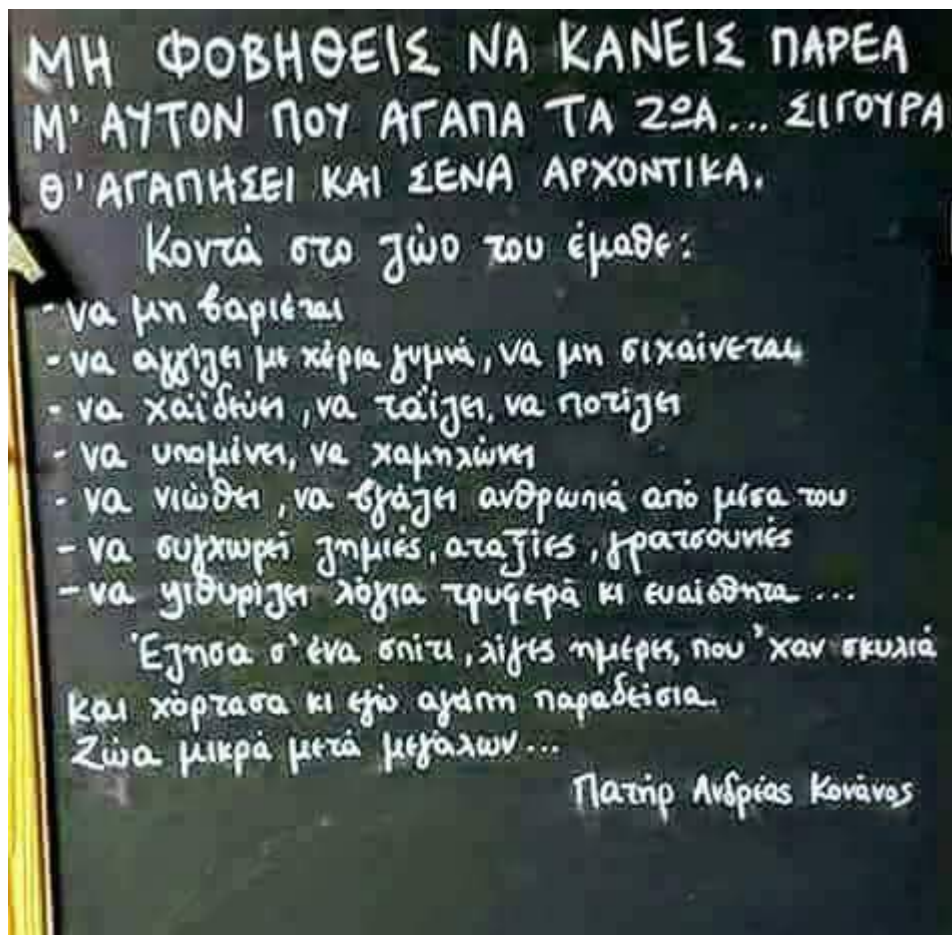 ΜΗ ΦΟΒΗΘΕΙΣ ΝΑ ΚΑΝΕΙΣ ΠΑΡΕΑ
Μ' ΑΥΤΟΝ ΠΟΥ ΑΓΑΠΑ ΤΑ ΖΩΑ... ΣΙΓΟΥΡΑ
Θ' ΑΓΑΠΗΣΕΙ ΚΑΙ ΣΕΝΑ ΑΡΧΟΝΤΙΚΑ.
Κοντά στο ζώο του έμαθε:
- να μη βαριέται
- να αγγίζει με χέρια γυμνά, να μη σιχαίνεται
- να χαϊδεύει, να ταΐζει, να ποτίζει
- να υπομένει, να χαμηλώνει
- να νιώθει, να βγάζει ανθρωπιά από μέσα του
- να συγχωρεί ζημιές, αταξίες, γρατσουνιές
- να ψιθυρίζει λόγια τρυφερά κι ευαίσθητα...
Έζησα σ' ένα σπίτι, λίγες ημέρες, που 'χαν σκυλιά
και χόρτασα κι εγώ αγάπη παραδείσια.
Ζώα μικρά μετά μεγάλων...
Πατήρ Ανδρέας Κονάνος